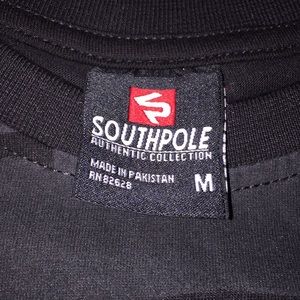 SOUTHPOLE
AUTHENTIC COLLECTION
MADE IN PAKISTAN
RN 82628
M